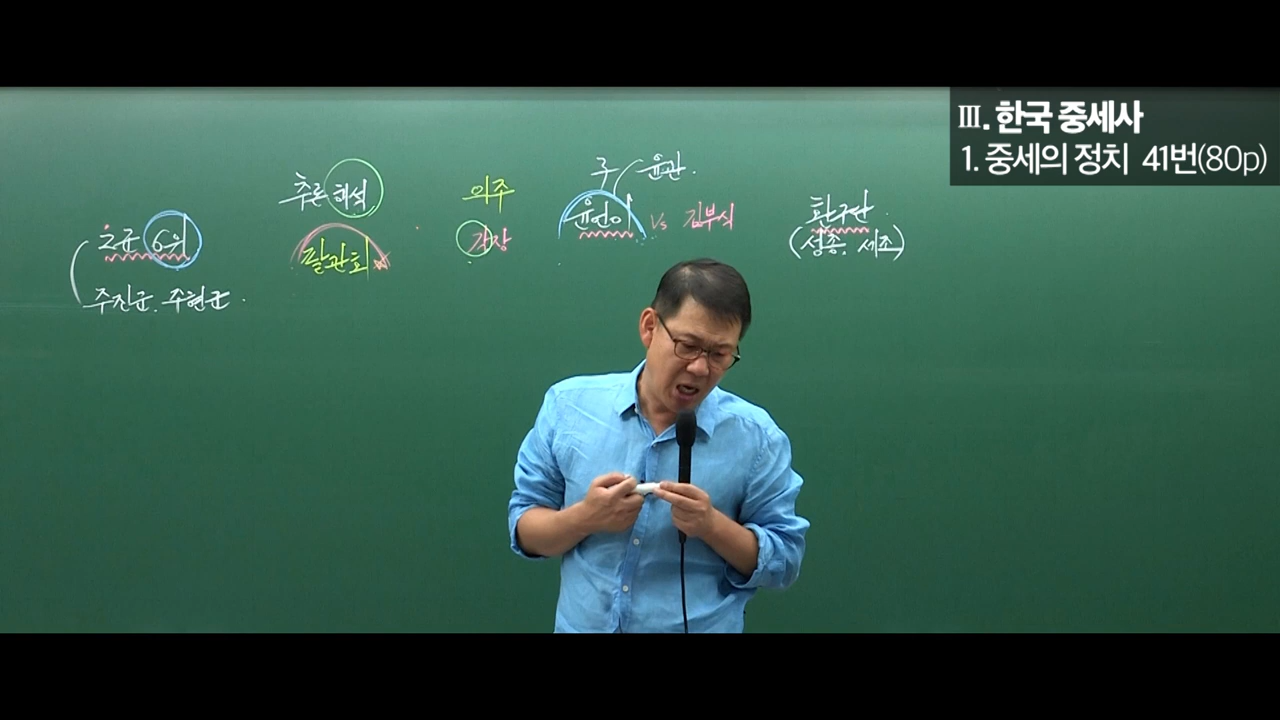 Ⅲ. 한국 중세사
1. 중세의 정치 41번(80p)
2군 6위
주진군. 주현군.
추론 해석
팔관회
의주
각장
子 윤관.
윤언이 vs 김부식
환구단.
(성종. 세조)